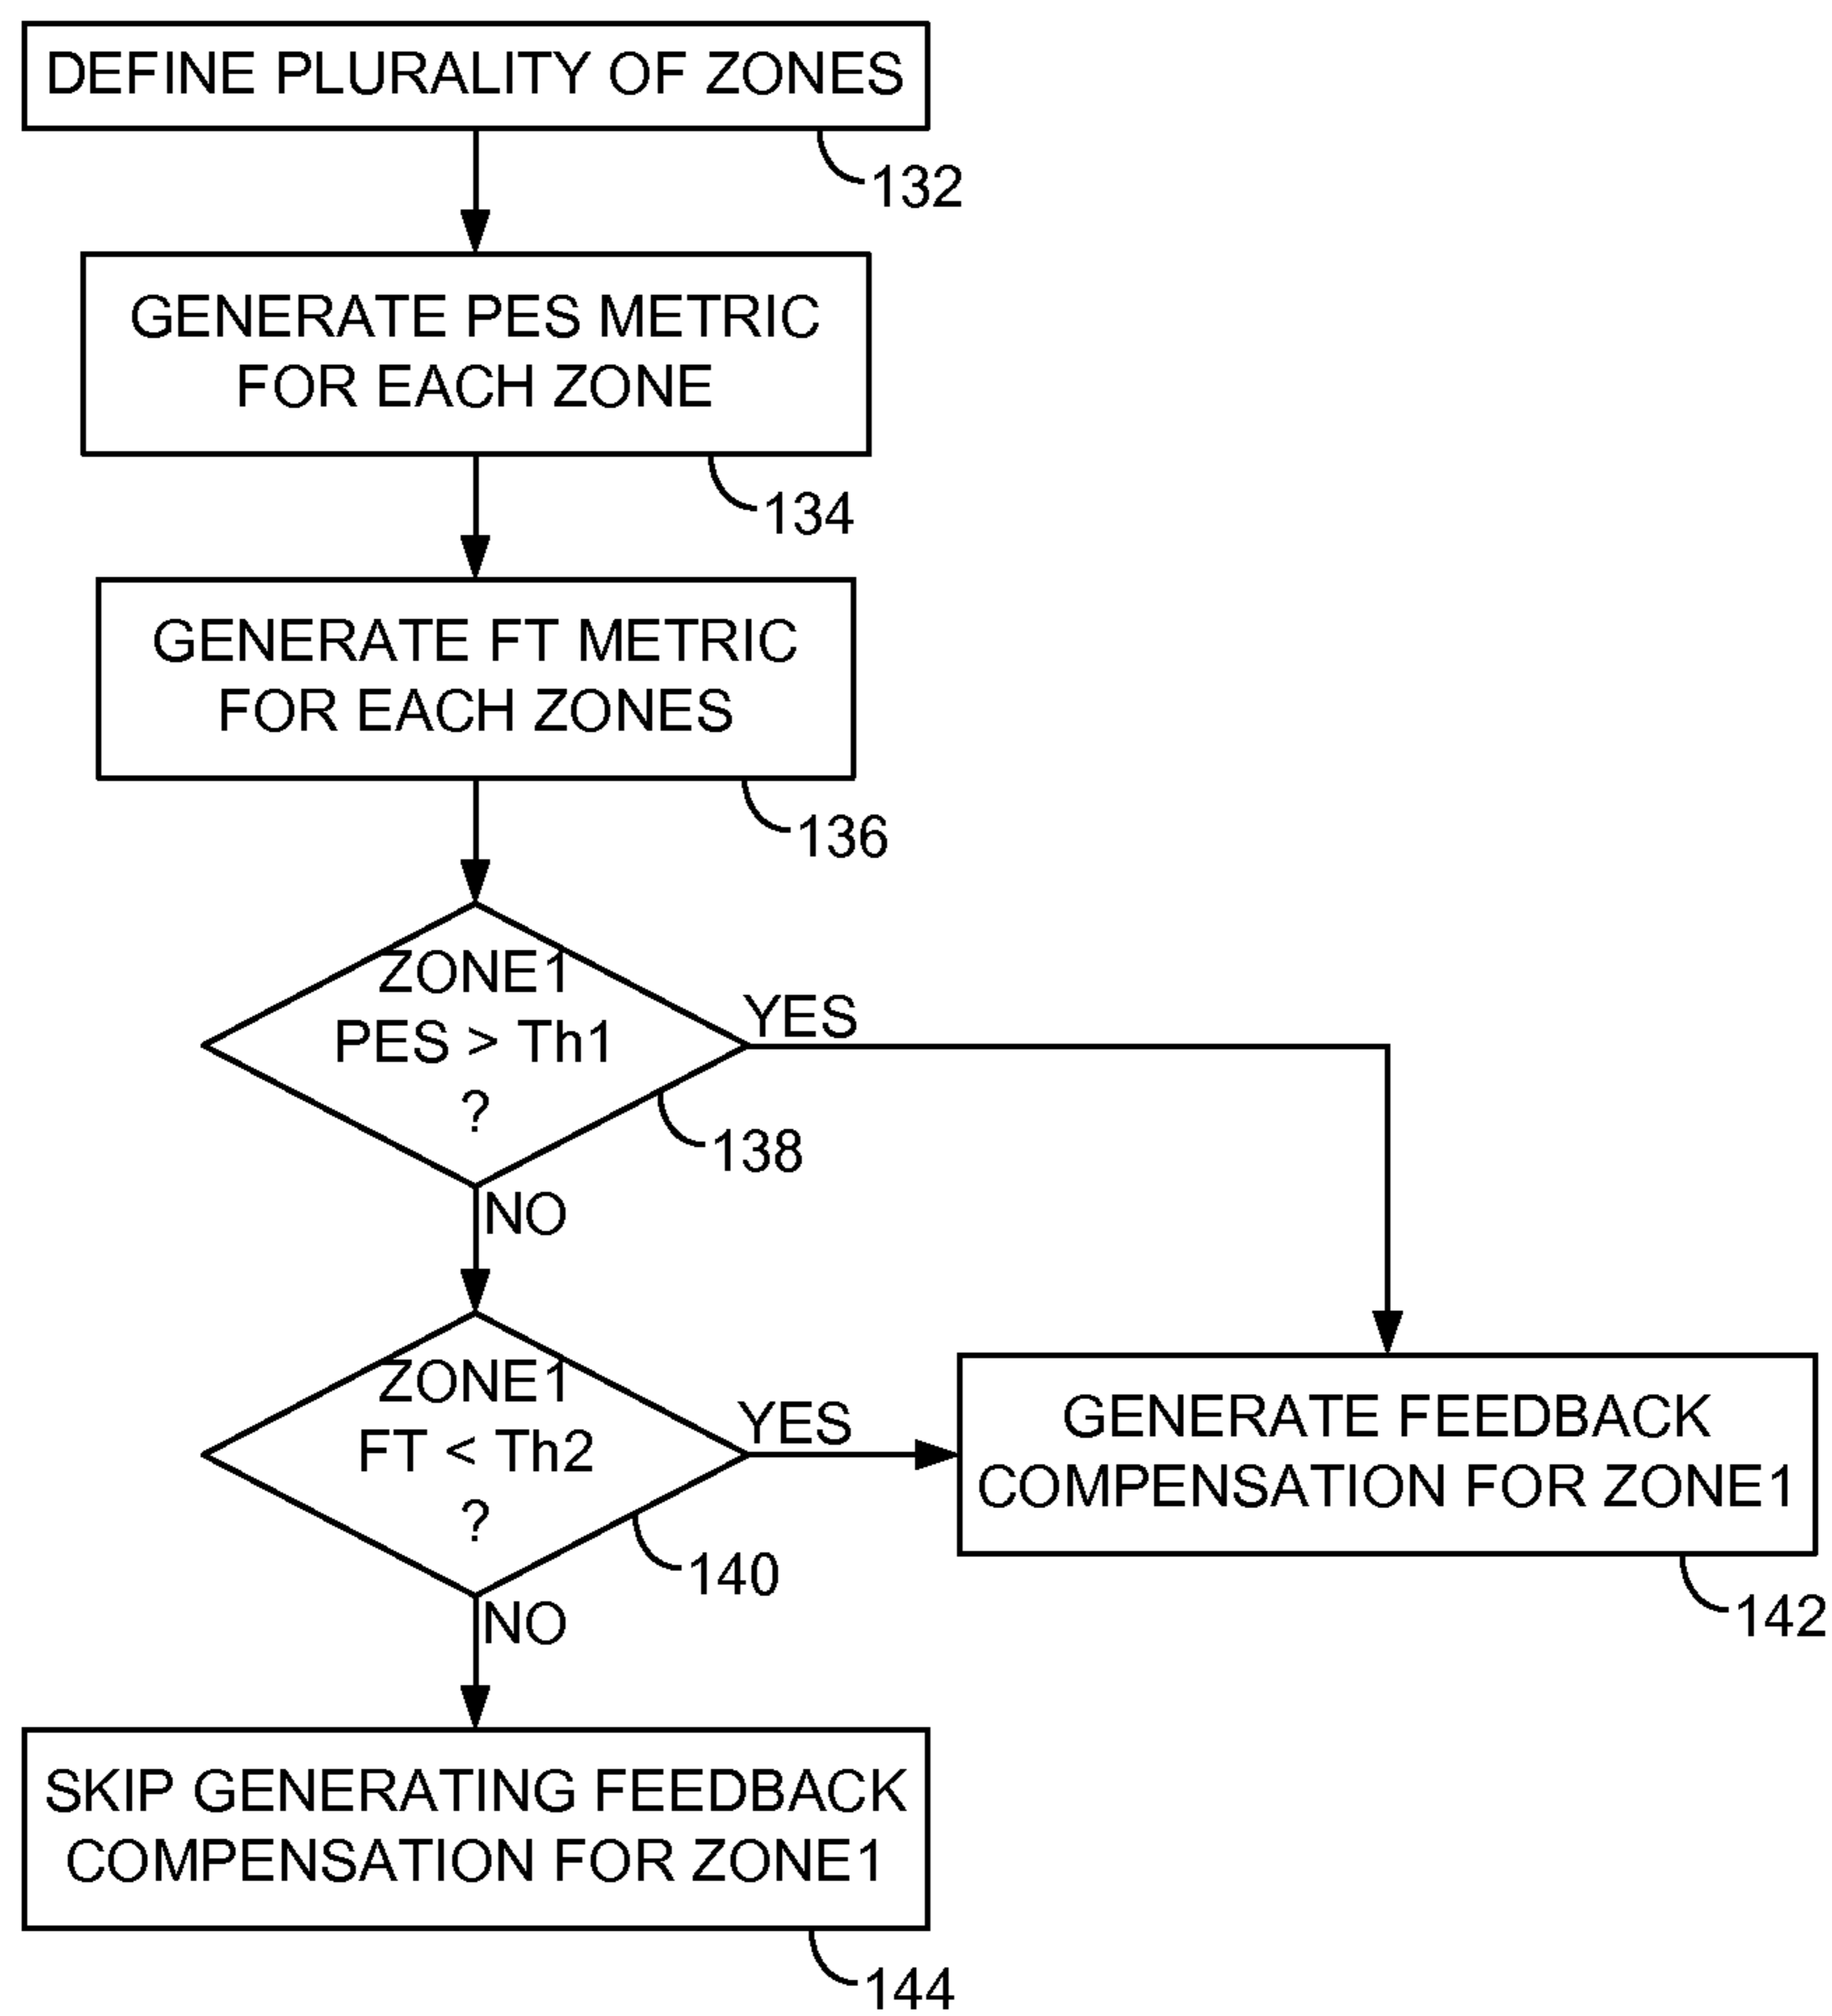 DEFINE PLURALITY OF ZONES
132
GENERATE PES METRIC
FOR EACH ZONE
134
GENERATE FT METRIC
FOR EACH ZONES
136
ZONE1
PES > Th1
?
YES
138
NO
ZONE1
FT < Th2
?
YES
140
NO
GENERATE FEEDBACK
COMPENSATION FOR ZONE1
142
SKIP GENERATING FEEDBACK
COMPENSATION FOR ZONE1
144